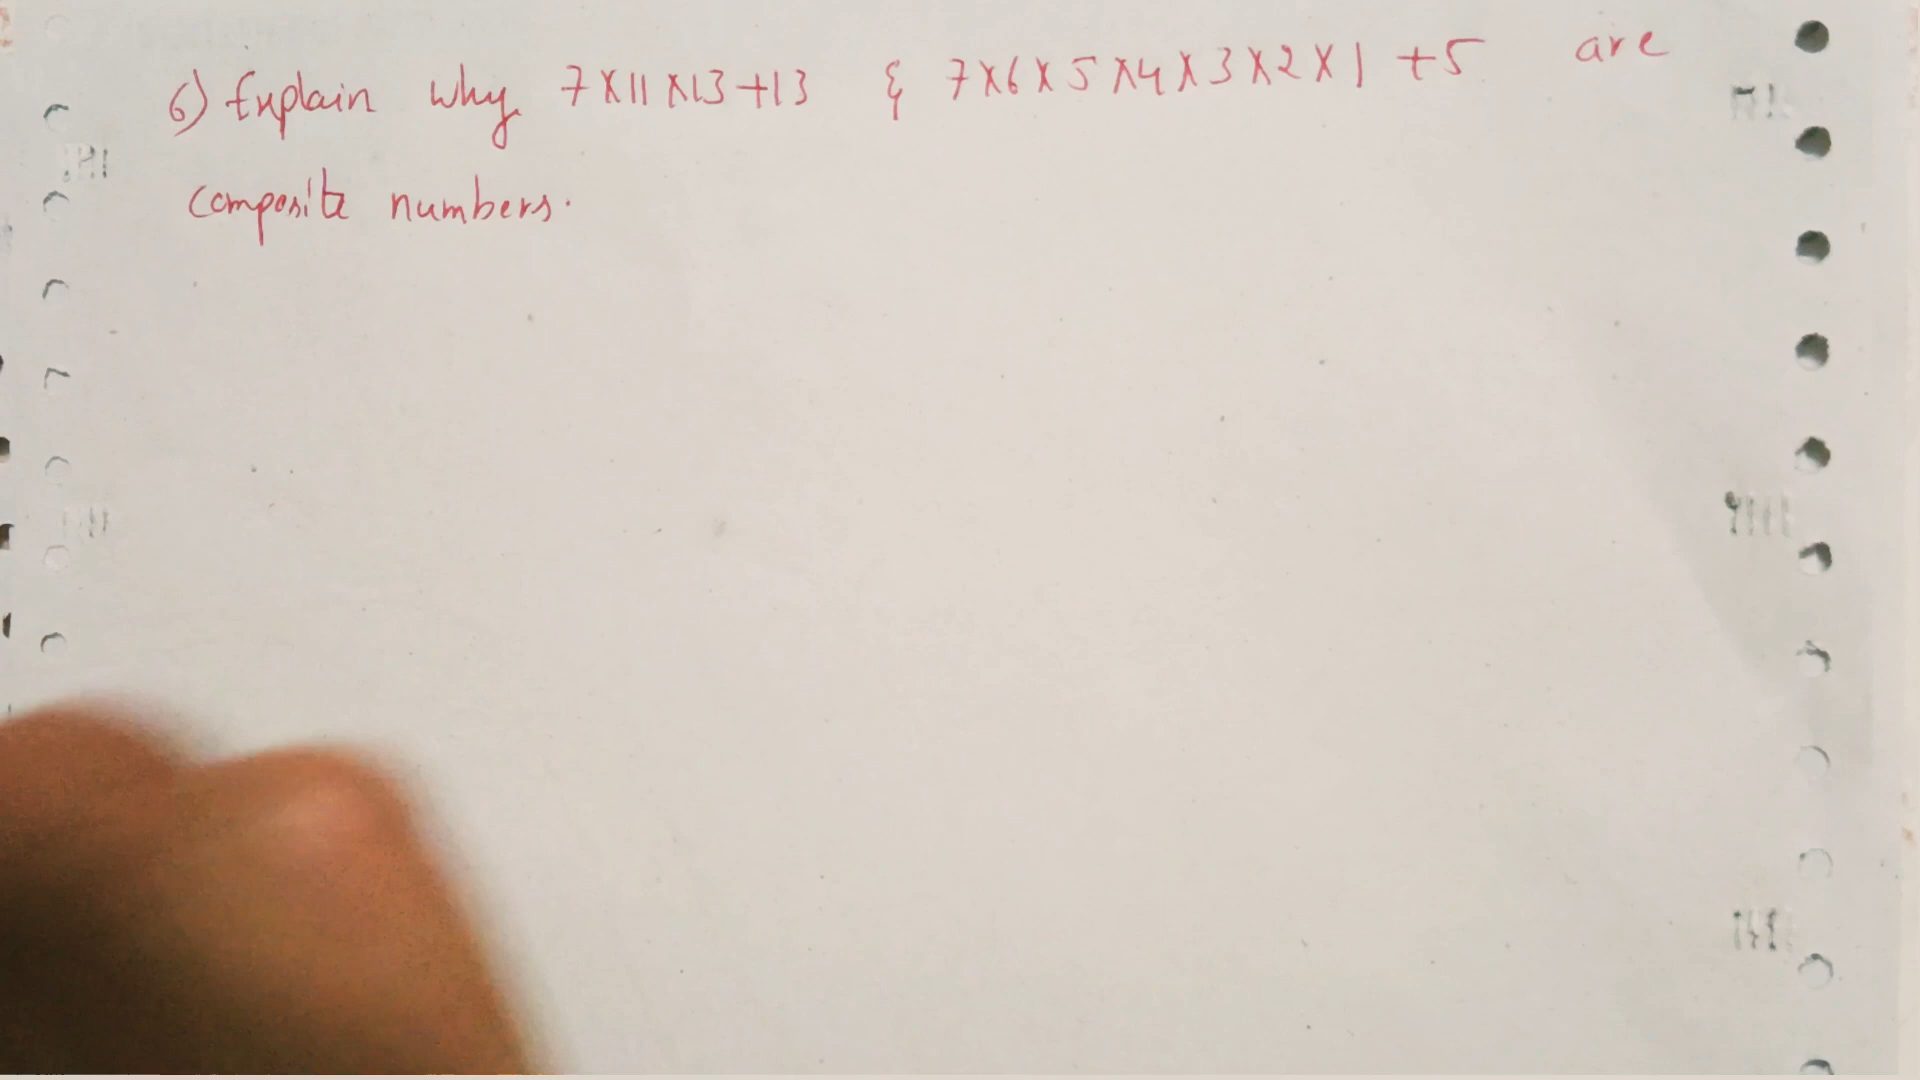 6) Explain why 7×11×13+13 & 7×6×5×4×3×2×1 +5 are
composite numbers.